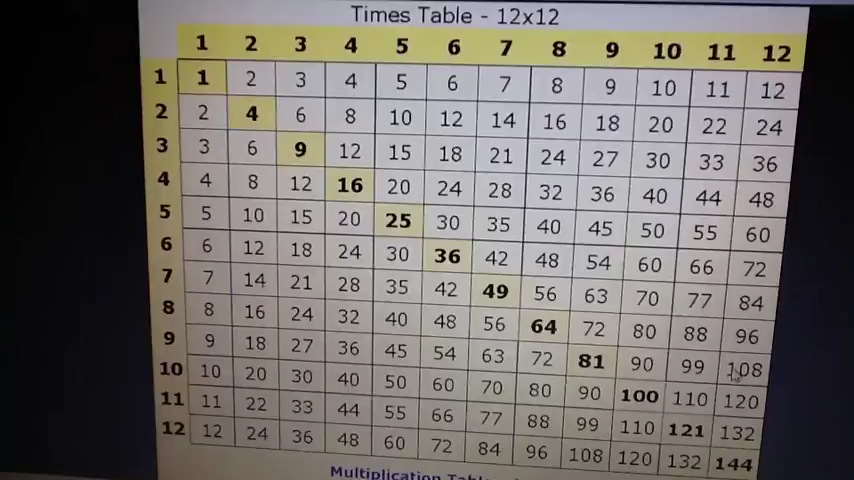 Times Table - 12x12
1 2 3 4 5 6 7 8 9 10 11 12
1 1 2 3 4 5 6 7 8 9 10 11 12
2 2 4 6 8 10 12 14 16 18 20 22 24
3 3 6 9 12 15 18 21 24 27 30 33 36
4 4 8 12 16 20 24 28 32 36 40 44 48
5 5 10 15 20 25 30 35 40 45 50 55 60
6 6 12 18 24 30 36 42 48 54 60 66 72
7 7 14 21 28 35 42 49 56 63 70 77 84
8 8 16 24 32 40 48 56 64 72 80 88 96
9 9 18 27 36 45 54 63 72 81 90 99 108
10 10 20 30 40 50 60 70 80 90 100 110 120
11 11 22 33 44 55 66 77 88 99 110 121 132
12 12 24 36 48 60 72 84 96 108 120 132 144
Multiplication